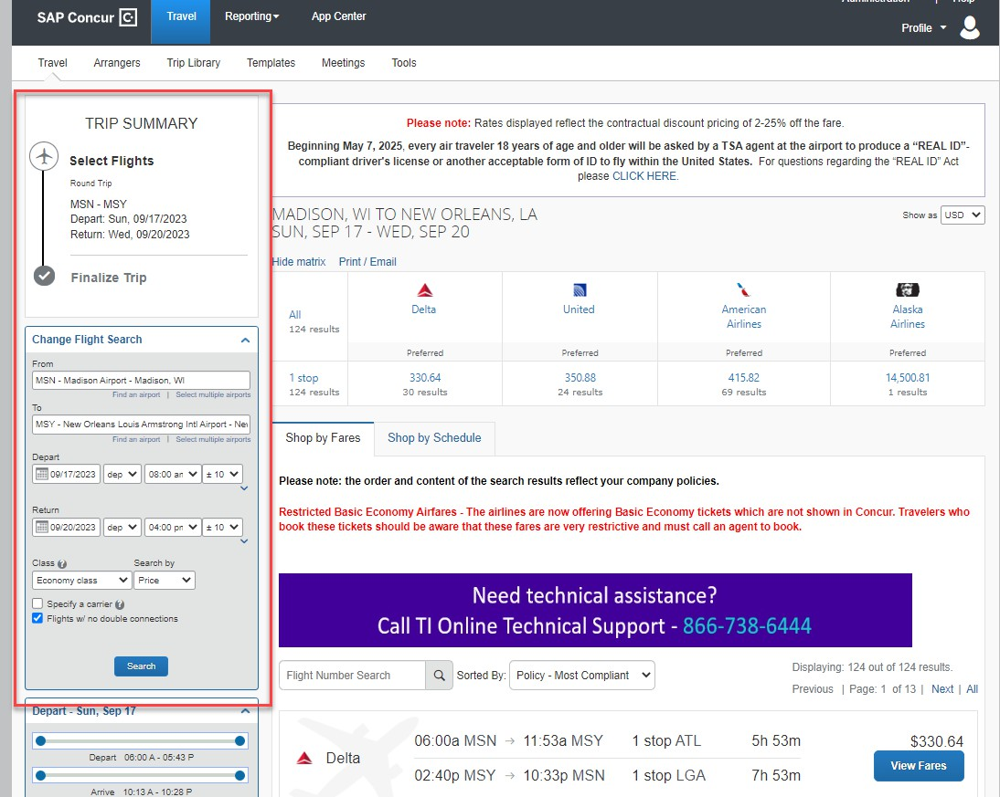 Administration | Help
SAP Concur C
Travel
Reporting
App Center
Profile
Travel
Arrangers
Trip Library
Templates
Meetings
Tools
TRIP SUMMARY
Select Flights
Round Trip
MSN - MSY
Depart: Sun, 09/17/2023
Return: Wed, 09/20/2023
Finalize Trip
Change Flight Search
From
MSN - Madison Airport - Madison, WI
Find an airport | Select multiple airports
To
MSY - New Orleans Louis Armstrong Intl Airport - Nev
Find an airport | Select multiple airports
Depart
09/17/2023 dep 08:00 ar ± 10
Return
09/20/2023 dep 04:00 pr ± 10
Class ? Search by
Economy class Price
Specify a carrier ?
Flights w/ no double connections
Search
Depart - Sun, Sep 17
Depart 06:00 A - 05:43 P
Arrive 10:13 A - 10:28 P
Please note: Rates displayed reflect the contractual discount pricing of 2-25% off the fare.
Beginning May 7, 2025, every air traveler 18 years of age and older will be asked by a TSA agent at the airport to produce a “REAL ID”-
compliant driver's license or another acceptable form of ID to fly within the United States. For questions regarding the “REAL ID” Act
please CLICK HERE.
MADISON, WI TO NEW ORLEANS, LA
SUN, SEP 17 - WED, SEP 20
Show as USD
Hide matrix Print / Email
All
124 results
Delta
Preferred
United
Preferred
American
Airlines
Preferred
Alaska
Airlines
Preferred
1 stop
124 results
330.64
30 results
350.88
24 results
415.82
69 results
14,500.81
1 results
Shop by Fares
Shop by Schedule
Please note: the order and content of the search results reflect your company policies.
Restricted Basic Economy Airfares - The airlines are now offering Basic Economy tickets which are not shown in Concur. Travelers who
book these tickets should be aware that these fares are very restrictive and must call an agent to book.
Need technical assistance?
Call TI Online Technical Support - 866-738-6444
Flight Number Search
Sorted By: Policy - Most Compliant
Displaying: 124 out of 124 results.
Previous | Page: 1 of 13 | Next | All
Delta
06:00a MSN → 11:53a MSY 1 stop ATL 5h 53m
02:40p MSY → 10:33p MSN 1 stop LGA 7h 53m
$330.64
View Fares